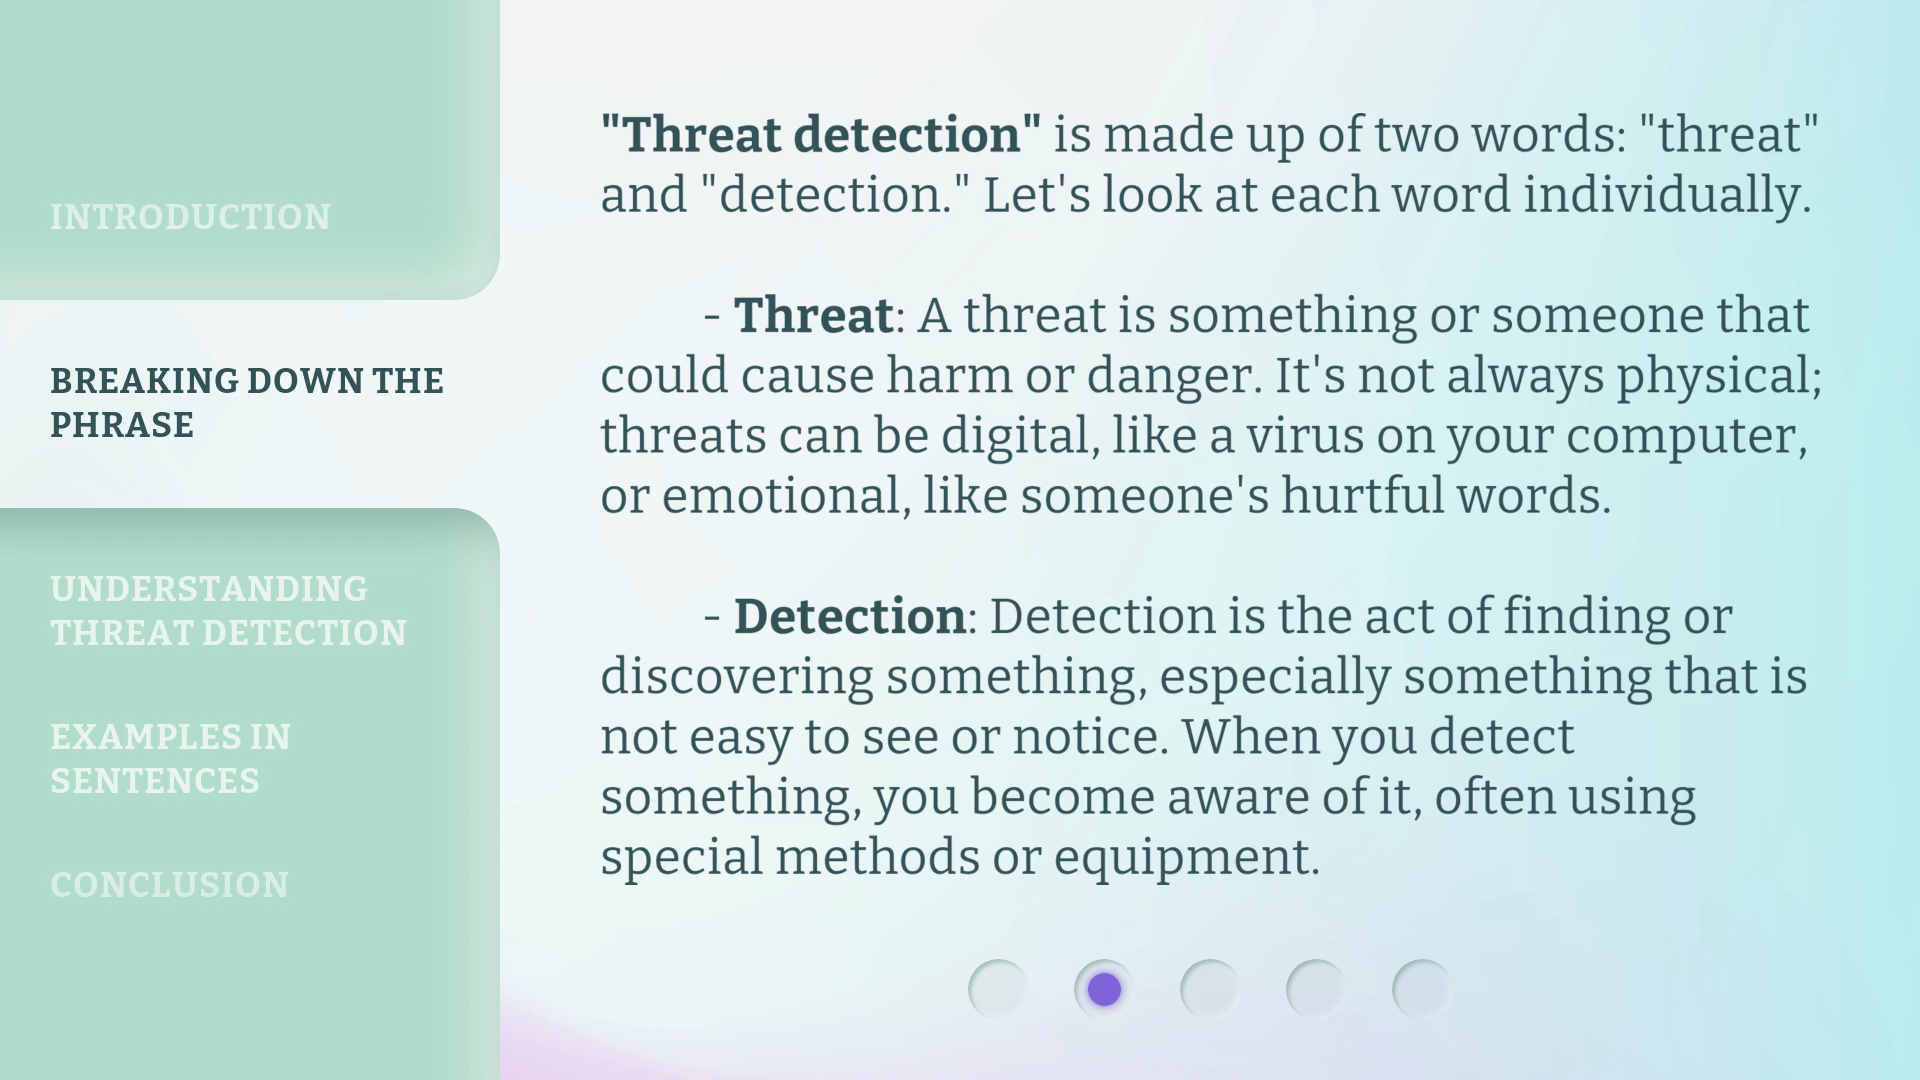 INTRODUCTION
BREAKING DOWN THE
PHRASE
UNDERSTANDING
THREAT DETECTION
EXAMPLES IN
SENTENCES
CONCLUSION
"Threat detection" is made up of two words: "threat"
and "detection." Let's look at each word individually.
- Threat: A threat is something or someone that
could cause harm or danger. It's not always physical;
threats can be digital, like a virus on your computer,
or emotional, like someone's hurtful words.
- Detection: Detection is the act of finding or
discovering something, especially something that is
not easy to see or notice. When you detect
something, you become aware of it, often using
special methods or equipment.